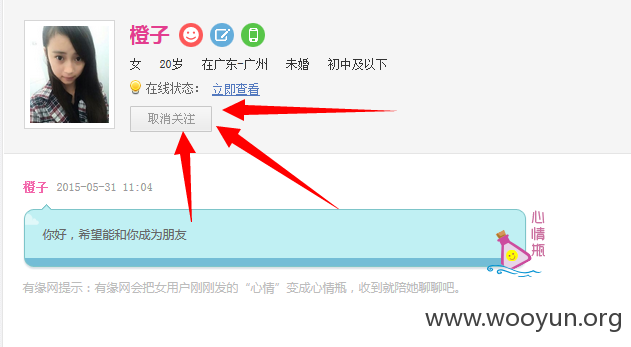 橙子
女 20岁 在广东-广州 未婚 初中及以下
在线状态： 立即查看
取消关注
橙子 2015-05-31 11:04
你好，希望能和你成为朋友
心情瓶
有缘网提示：有缘网会把女用户刚刚发的“心情”变成心情瓶，收到就陪她聊聊吧。
www.wooyun.org